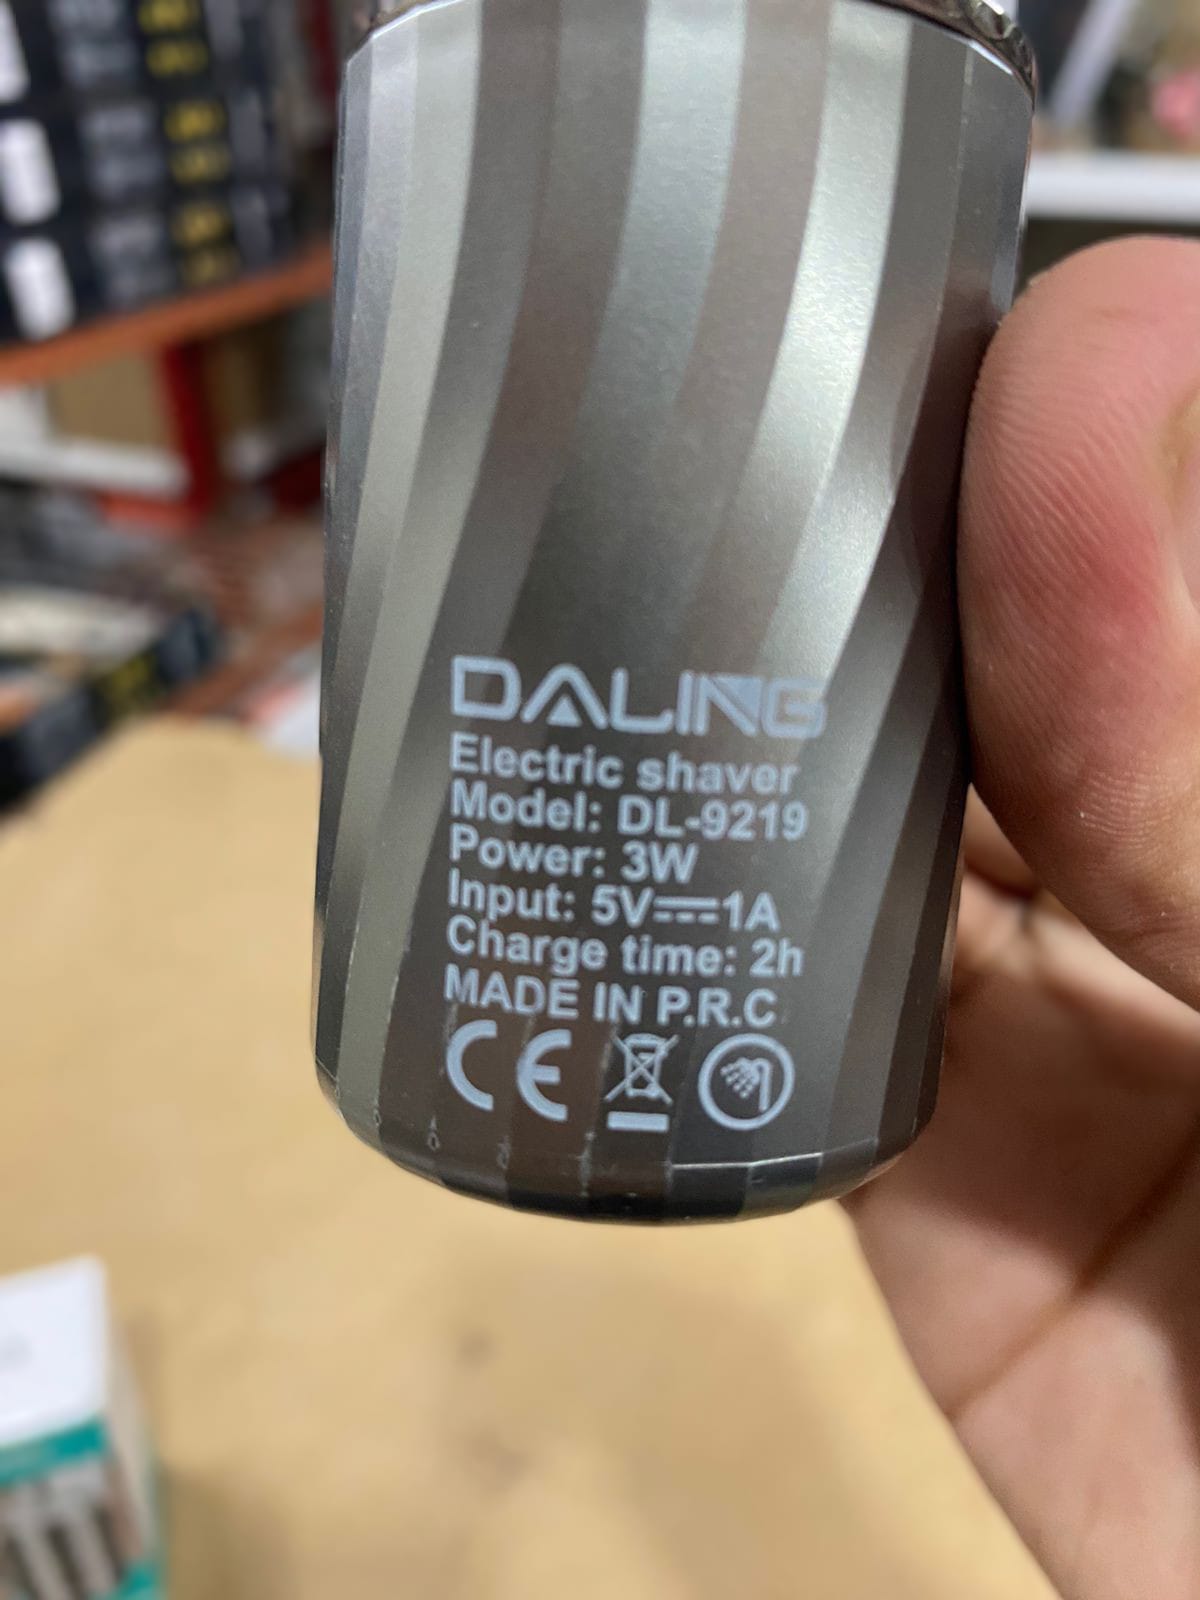 DALING
Electric shaver
Model: DL-9219
Power: 3W
Input: 5V⎓1A
Charge time: 2h
MADE IN P.R.C
CE